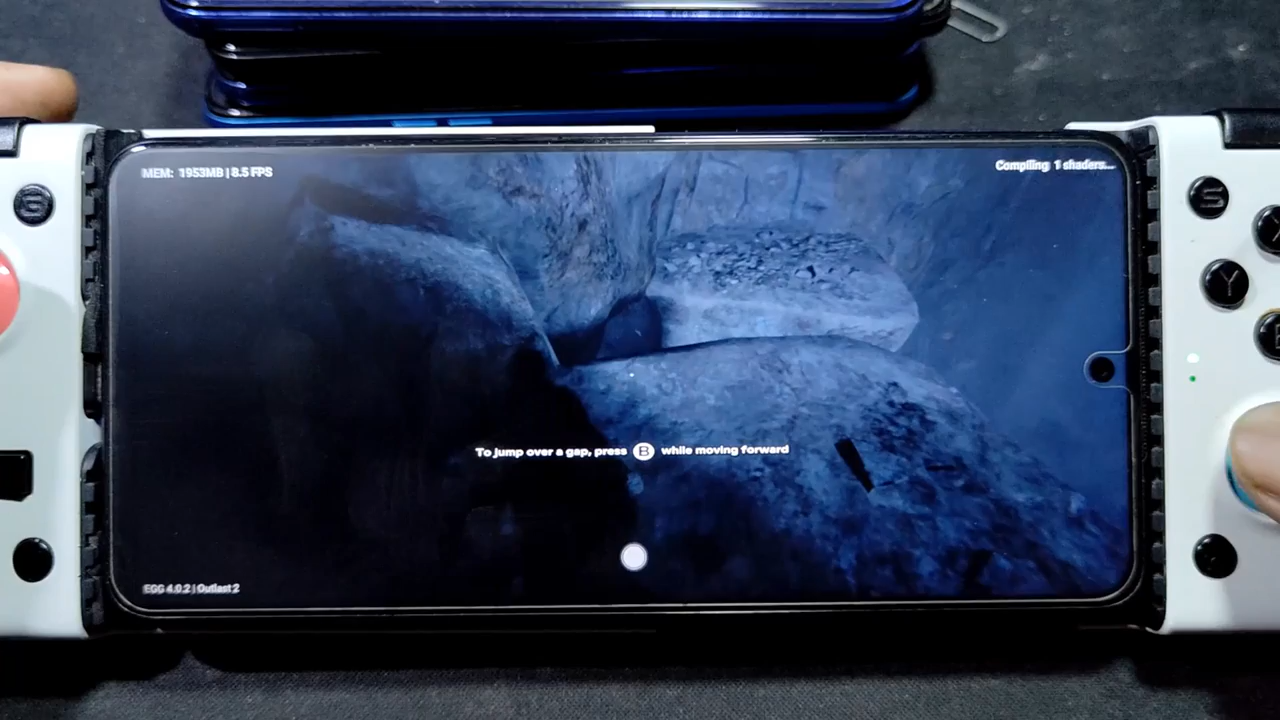 MEM: 1953MB | 8.5 FPS
Compiling 1 shaders...
To jump over a gap, press B while moving forward
EGG 4.0.2 | Outlast 2
S
Y